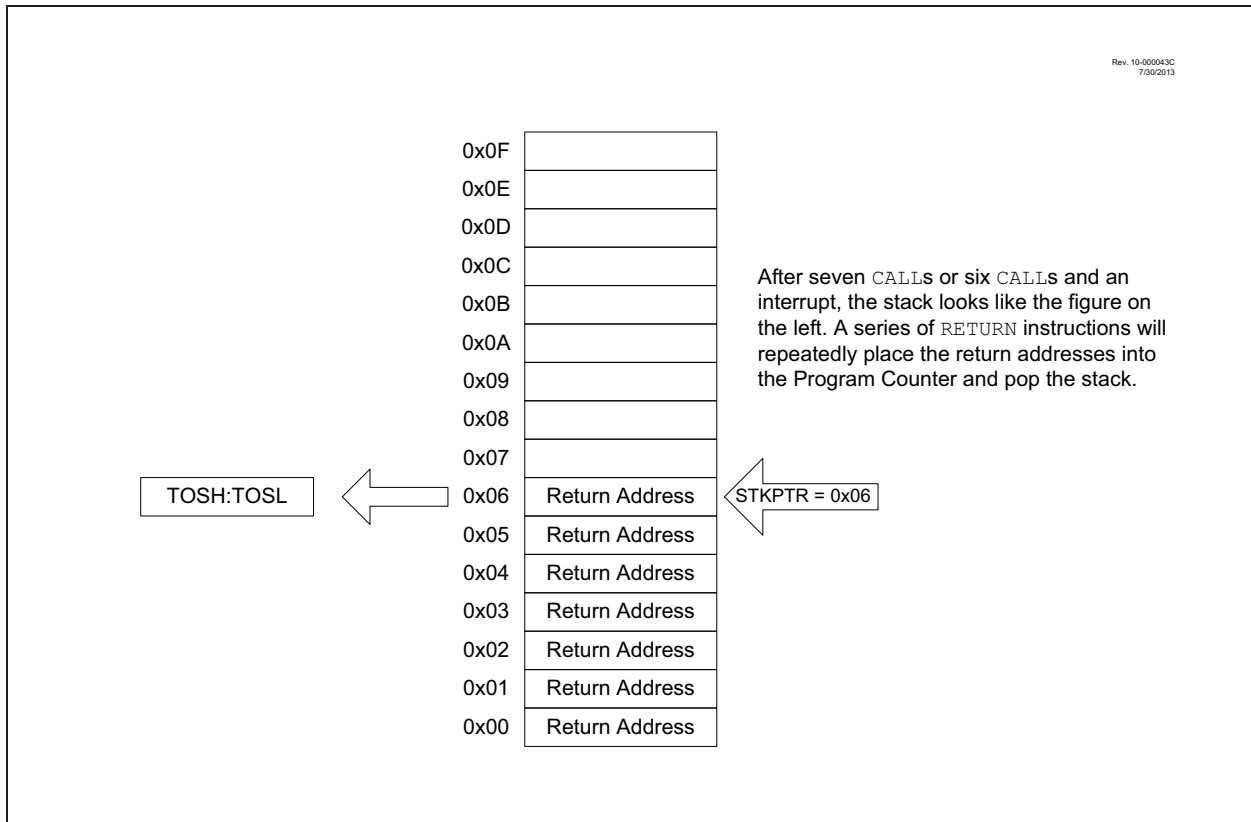 Rev. 10-000043C
7/30/2013
0x0F
0x0E
0x0D
0x0C
0x0B
0x0A
0x09
0x08
0x07
After seven CALLs or six CALLs and an
interrupt, the stack looks like the figure on
the left. A series of RETURN instructions will
repeatedly place the return addresses into
the Program Counter and pop the stack.
TOSH:TOSL
0x06 Return Address STKPTR = 0x06
0x05 Return Address
0x04 Return Address
0x03 Return Address
0x02 Return Address
0x01 Return Address
0x00 Return Address